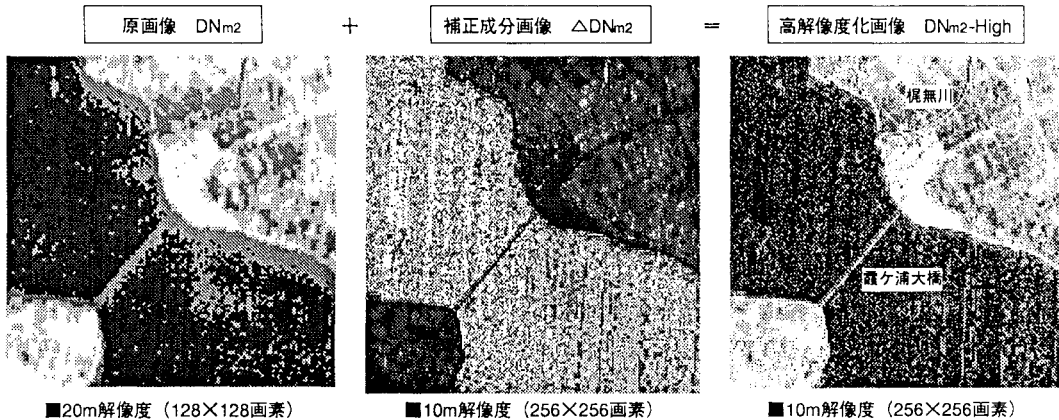 原画像 DNm2 + 補正成分画像 △DNm2 = 高解像度化画像 DNm2-High
梶無川
霞ケ浦大橋
■20m解像度（128×128画素） ■10m解像度（256×256画素） ■10m解像度（256×256画素）